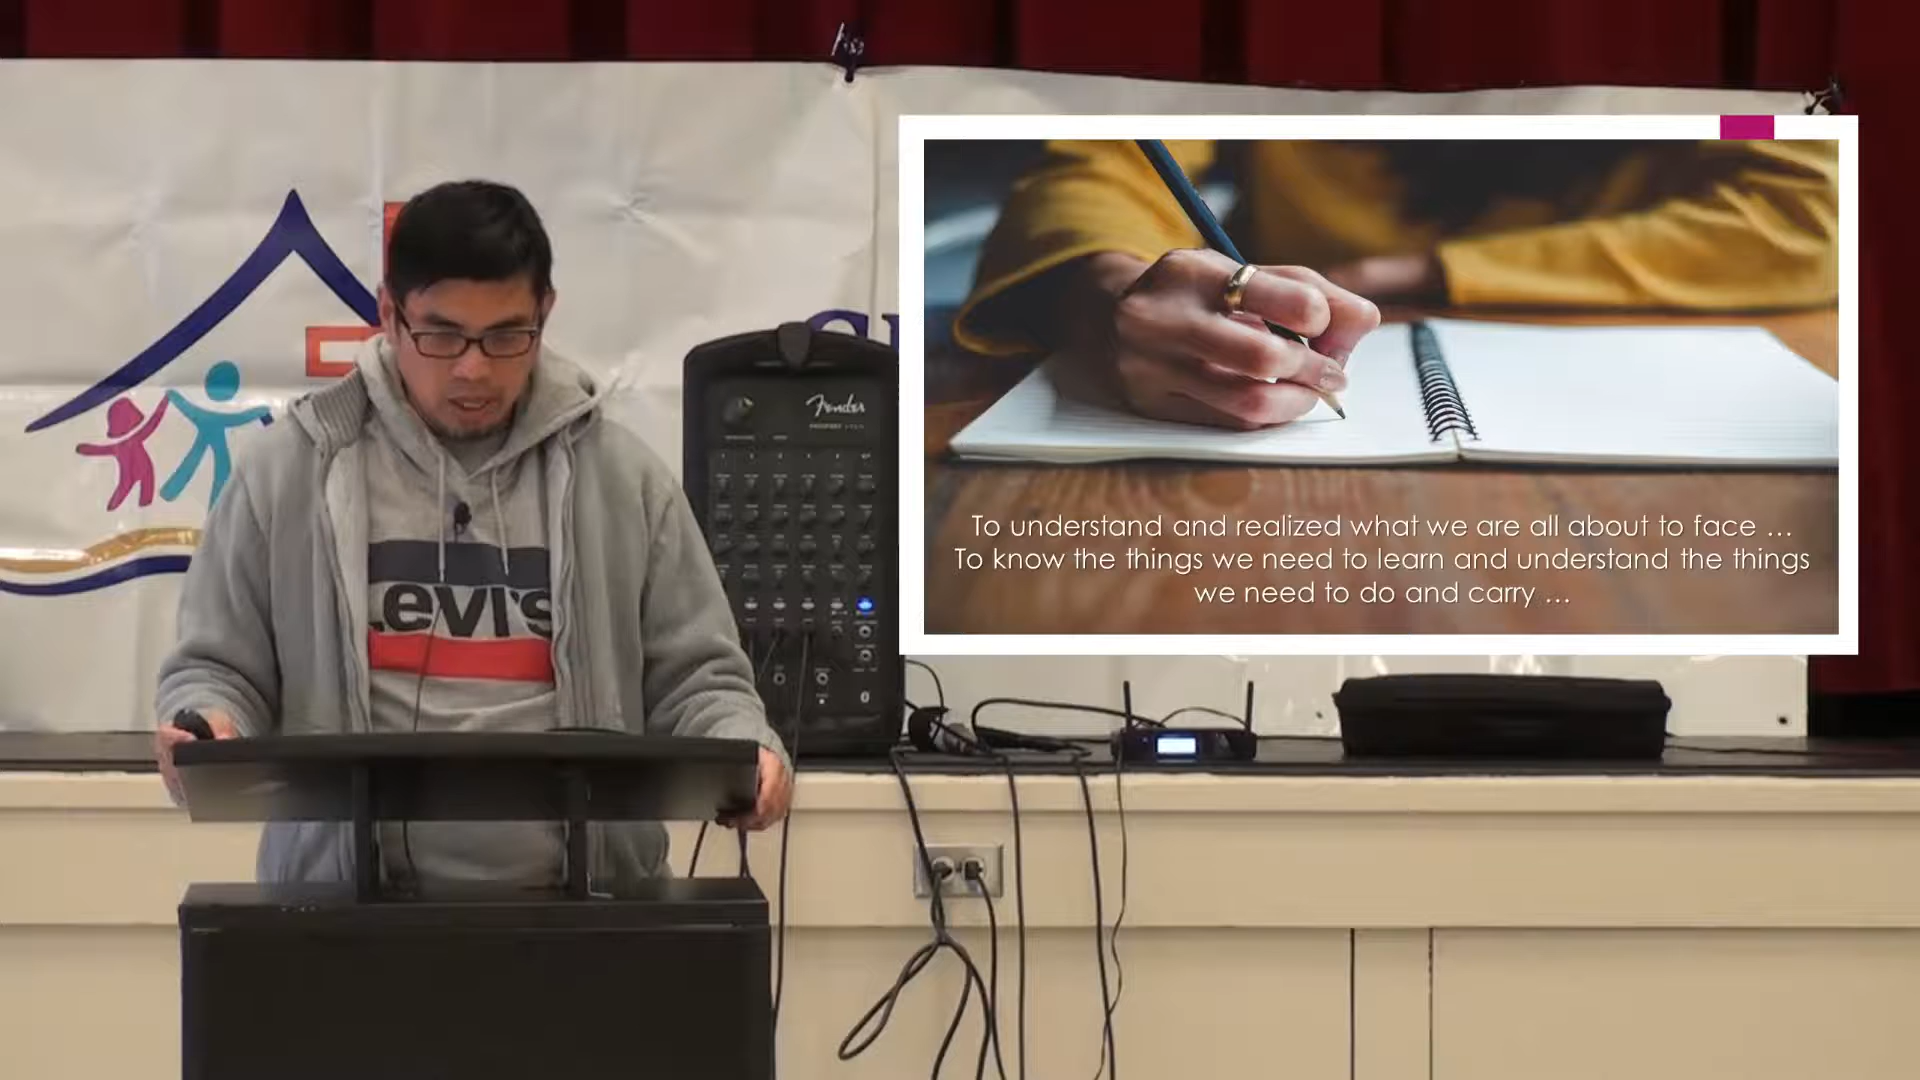 Fender
Levi's
To understand and realized what we are all about to face ...
To know the things we need to learn and understand the things
we need to do and carry ...